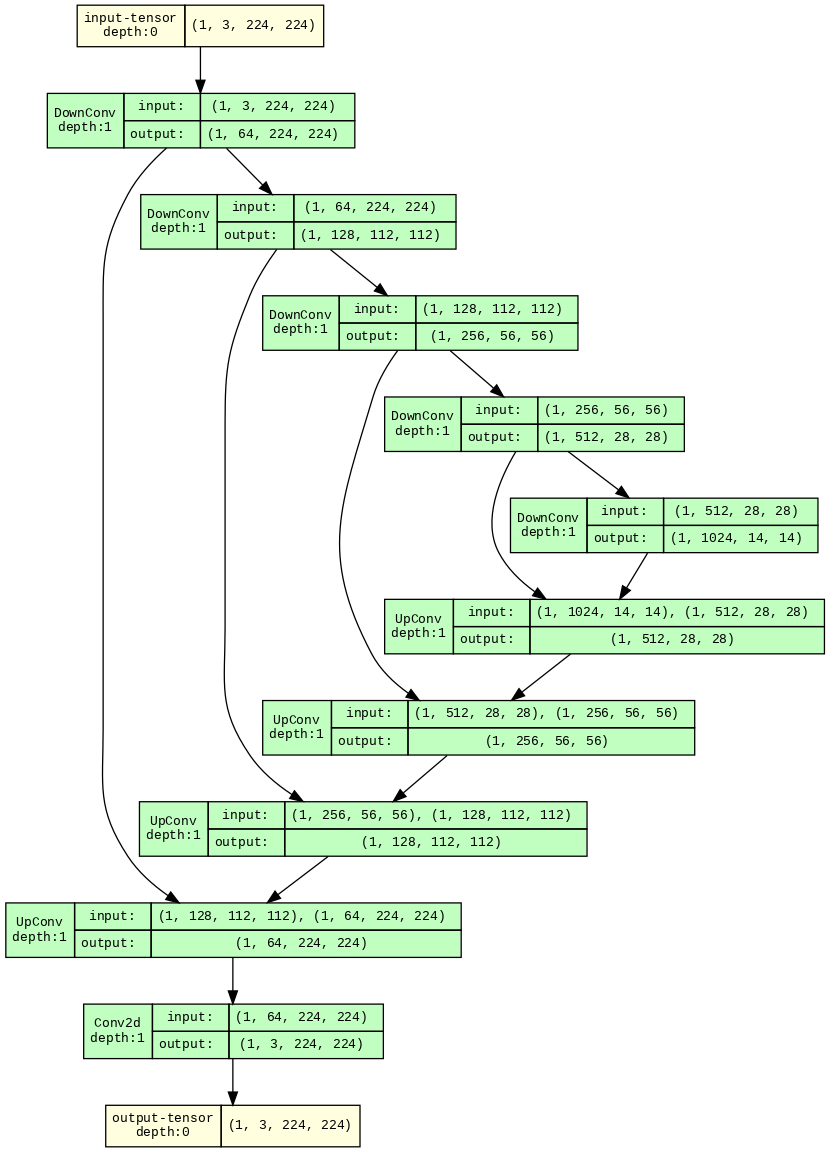 input-tensor
depth:0
(1, 3, 224, 224)
DownConv
depth:1
input:
(1, 3, 224, 224)
output:
(1, 64, 224, 224)
DownConv
depth:1
input:
(1, 64, 224, 224)
output:
(1, 128, 112, 112)
DownConv
depth:1
input:
(1, 128, 112, 112)
output:
(1, 256, 56, 56)
DownConv
depth:1
input:
(1, 256, 56, 56)
output:
(1, 512, 28, 28)
DownConv
depth:1
input:
(1, 512, 28, 28)
output:
(1, 1024, 14, 14)
UpConv
depth:1
input:
(1, 1024, 14, 14), (1, 512, 28, 28)
output:
(1, 512, 28, 28)
UpConv
depth:1
input:
(1, 512, 28, 28), (1, 256, 56, 56)
output:
(1, 256, 56, 56)
UpConv
depth:1
input:
(1, 256, 56, 56), (1, 128, 112, 112)
output:
(1, 128, 112, 112)
UpConv
depth:1
input:
(1, 128, 112, 112), (1, 64, 224, 224)
output:
(1, 64, 224, 224)
Conv2d
depth:1
input:
(1, 64, 224, 224)
output:
(1, 3, 224, 224)
output-tensor
depth:0
(1, 3, 224, 224)